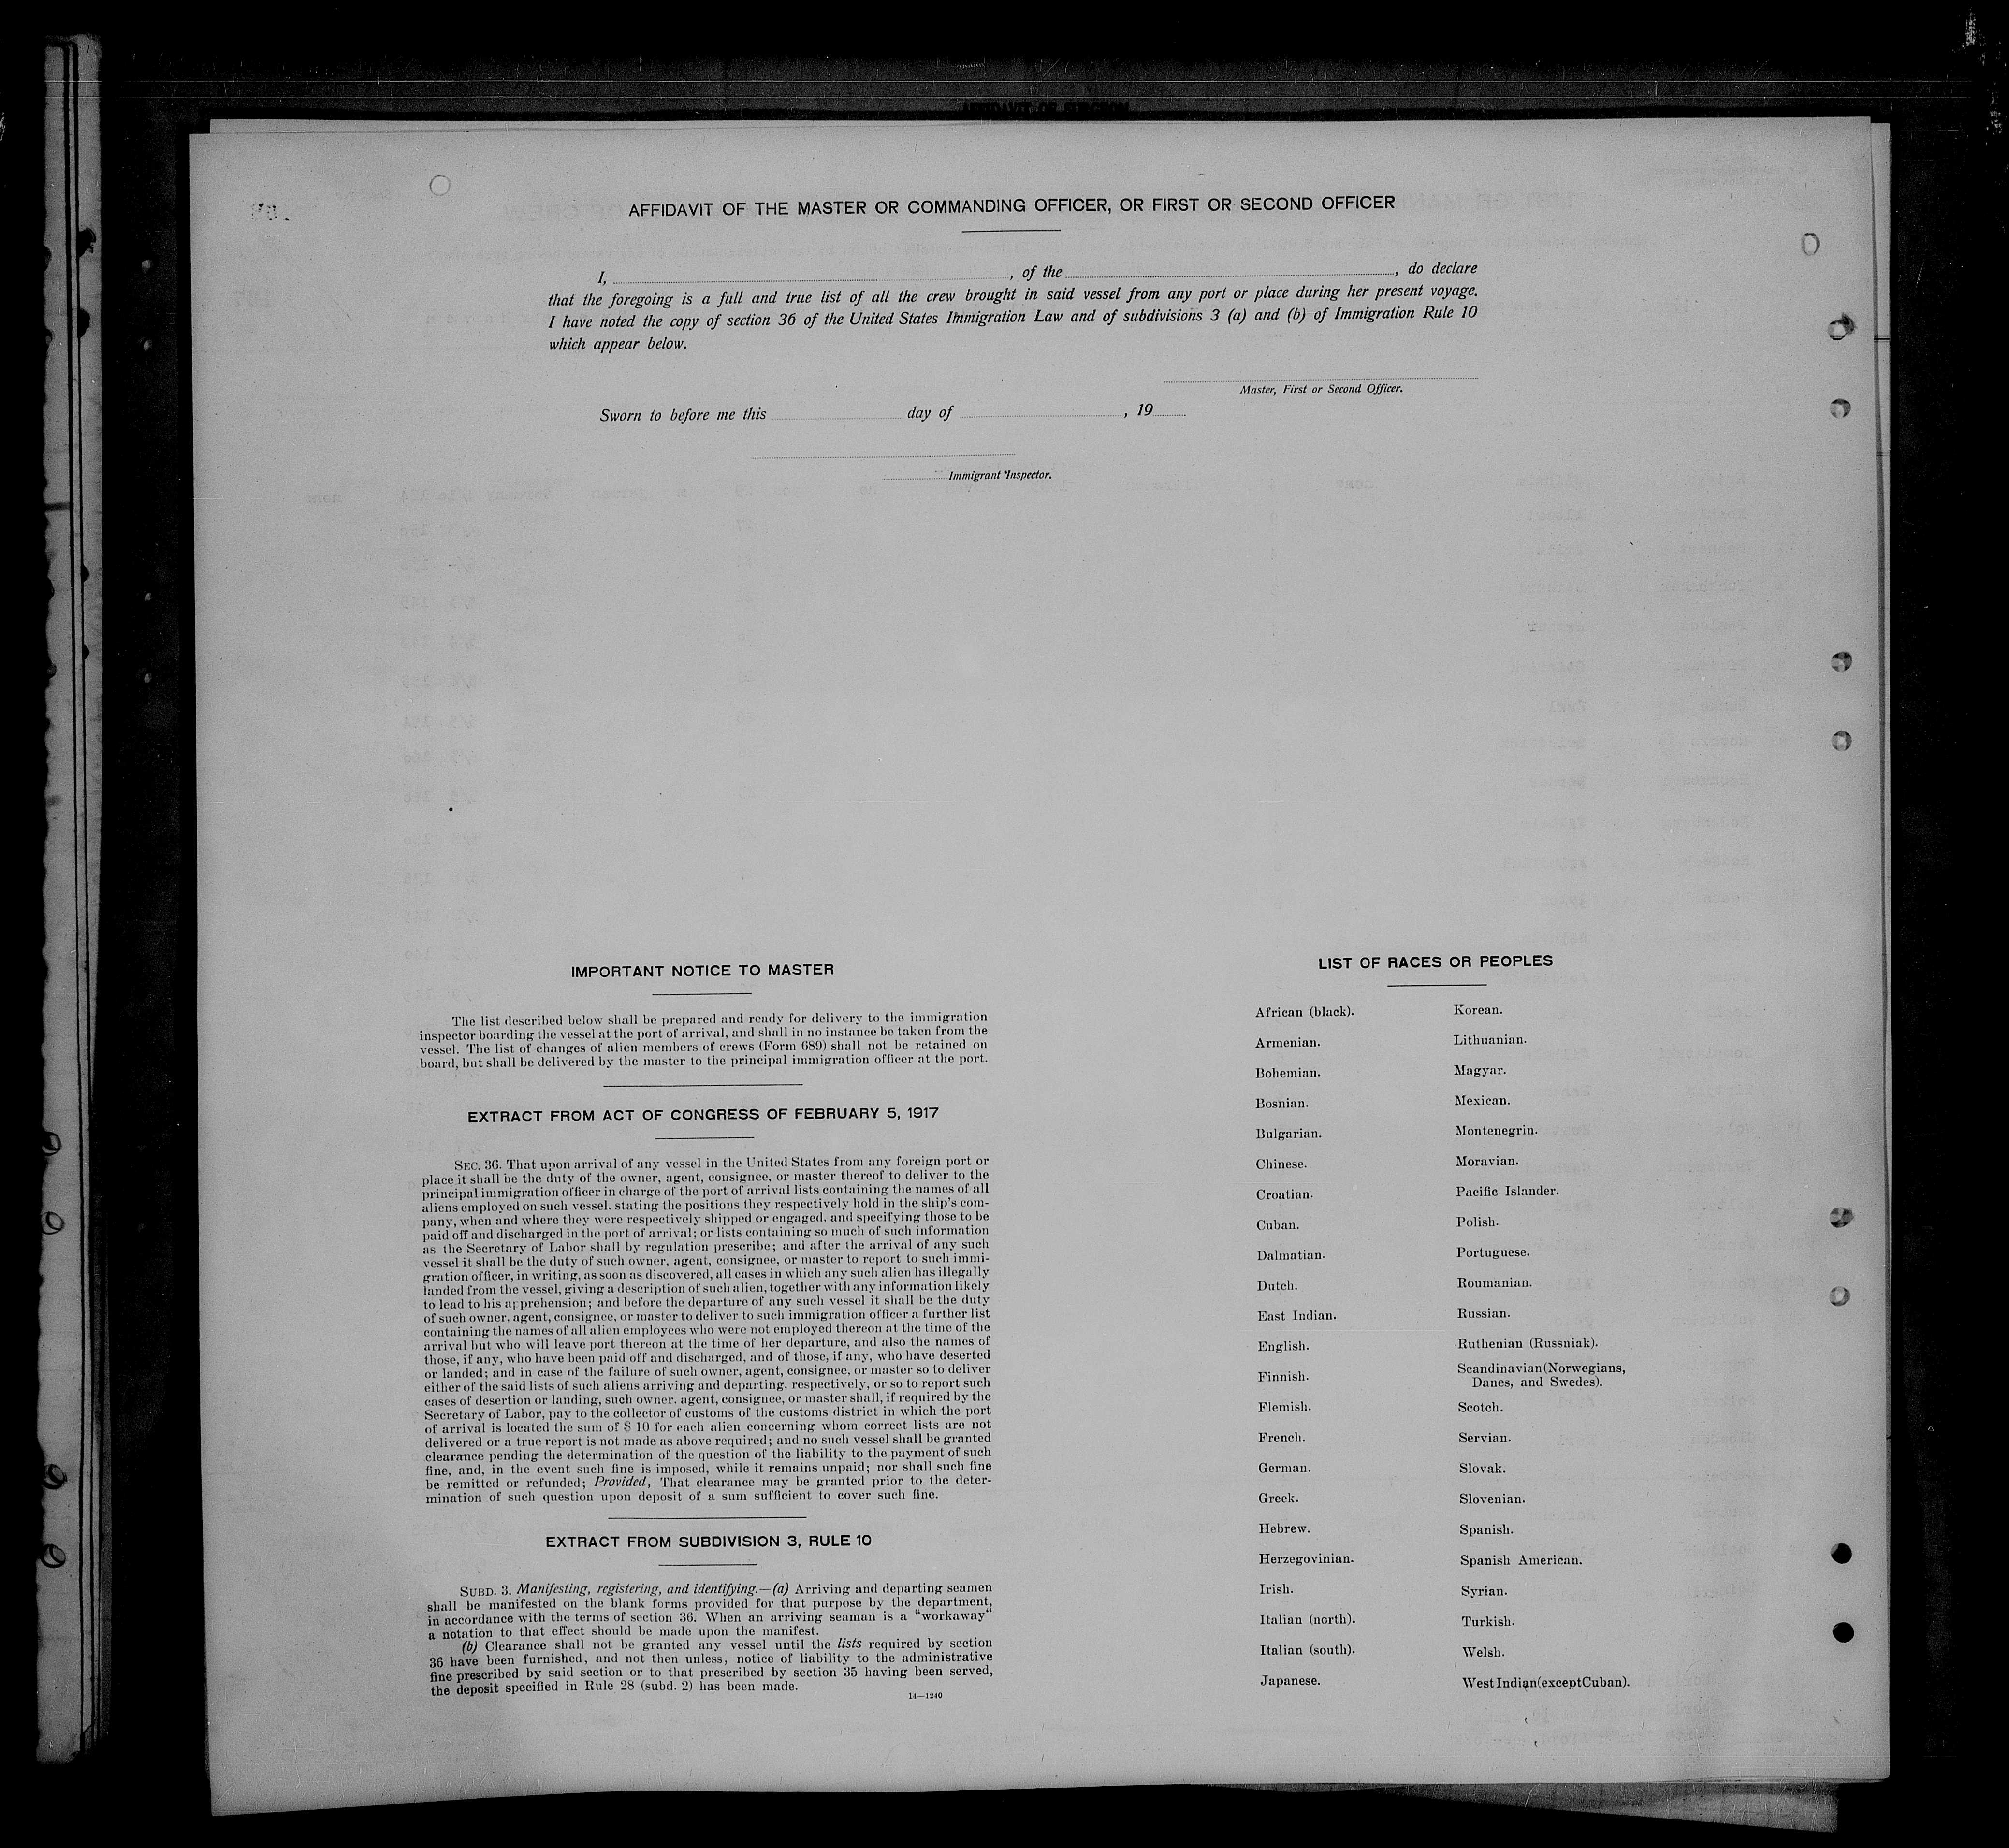 AFFIDAVIT OF SURGEON
AFFIDAVIT OF THE MASTER OR COMMANDING OFFICER, OR FIRST OR SECOND OFFICER
I, , of the , do declare
that the foregoing is a full and true list of all the crew brought in said vessel from any port or place during her present voyage.
I have noted the copy of section 36 of the United States Immigration Law and of subdivisions 3 (a) and (b) of Immigration Rule 10
which appear below.
Master, First or Second Officer.
Sworn to before me this day of , 19
Immigrant Inspector.
IMPORTANT NOTICE TO MASTER
The list described below shall be prepared and ready for delivery to the immigration
inspector boarding the vessel at the port of arrival, and shall in no instance be taken from the
vessel. The list of changes of alien members of crews (Form 689) shall not be retained on
board, but shall be delivered by the master to the principal immigration officer at the port.
EXTRACT FROM ACT OF CONGRESS OF FEBRUARY 5, 1917
SEC. 36. That upon arrival of any vessel in the United States from any foreign port or
place it shall be the duty of the owner, agent, consignee, or master thereof to deliver to the
principal immigration officer in charge of the port of arrival lists containing the names of all
aliens employed on such vessel, stating the positions they respectively hold in the ship's com-
pany, when and where they were respectively shipped or engaged, and specifying those to be
paid off and discharged in the port of arrival; or lists containing so much of such information
as the Secretary of Labor shall by regulation prescribe; and after the arrival of any such
vessel it shall be the duty of such owner, agent, consignee, or master to report to such immi-
gration officer, in writing, as soon as discovered, all cases in which any such alien has illegally
landed from the vessel, giving a description of such alien, together with any information likely
to lead to his apprehension; and before the departure of any such vessel it shall be the duty
of such owner, agent, consignee, or master to deliver to such immigration officer a further list
containing the names of all alien employees who were not employed thereon at the time of the
arrival but who will leave port thereon at the time of her departure, and also the names of
those, if any, who have been paid off and discharged, and of those, if any, who have deserted
or landed; and in case of the failure of such owner, agent, consignee, or master so to deliver
either of the said lists of such aliens arriving and departing, respectively, or so to report such
cases of desertion or landing, such owner, agent, consignee, or master shall, if required by the
Secretary of Labor, pay to the collector of customs of the customs district in which the port
of arrival is located the sum of $ 10 for each alien concerning whom correct lists are not
delivered or a true report is not made as above required; and no such vessel shall be granted
clearance pending the determination of the question of the liability to the payment of such
fine, and, in the event such fine is imposed, while it remains unpaid; nor shall such fine
be remitted or refunded; Provided, That clearance may be granted prior to the deter-
mination of such question upon deposit of a sum sufficient to cover such fine.
EXTRACT FROM SUBDIVISION 3, RULE 10
SUBD. 3. Manifesting, registering, and identifying.—(a) Arriving and departing seamen
shall be manifested on the blank forms provided for that purpose by the department,
in accordance with the terms of section 36. When an arriving seaman is a "workaway"
a notation to that effect should be made upon the manifest.
(b) Clearance shall not be granted any vessel until the lists required by section
36 have been furnished, and not then unless, notice of liability to the administrative
fine prescribed by said section or to that prescribed by section 35 having been served,
the deposit specified in Rule 28 (subd. 2) has been made.
14—1240
LIST OF RACES OR PEOPLES
African (black).
Armenian.
Bohemian.
Bosnian.
Bulgarian.
Chinese.
Croatian.
Cuban.
Dalmatian.
Dutch.
East Indian.
English.
Finnish.
Flemish.
French.
German.
Greek.
Hebrew.
Herzegovinian.
Irish.
Italian (north).
Italian (south).
Japanese.
Korean.
Lithuanian.
Magyar.
Mexican.
Montenegrin.
Moravian.
Pacific Islander.
Polish.
Portuguese.
Roumanian.
Russian.
Ruthenian (Russniak).
Scandinavian (Norwegians,
Danes, and Swedes).
Scotch.
Servian.
Slovak.
Slovenian.
Spanish.
Spanish American.
Syrian.
Turkish.
Welsh.
West Indian (except Cuban).